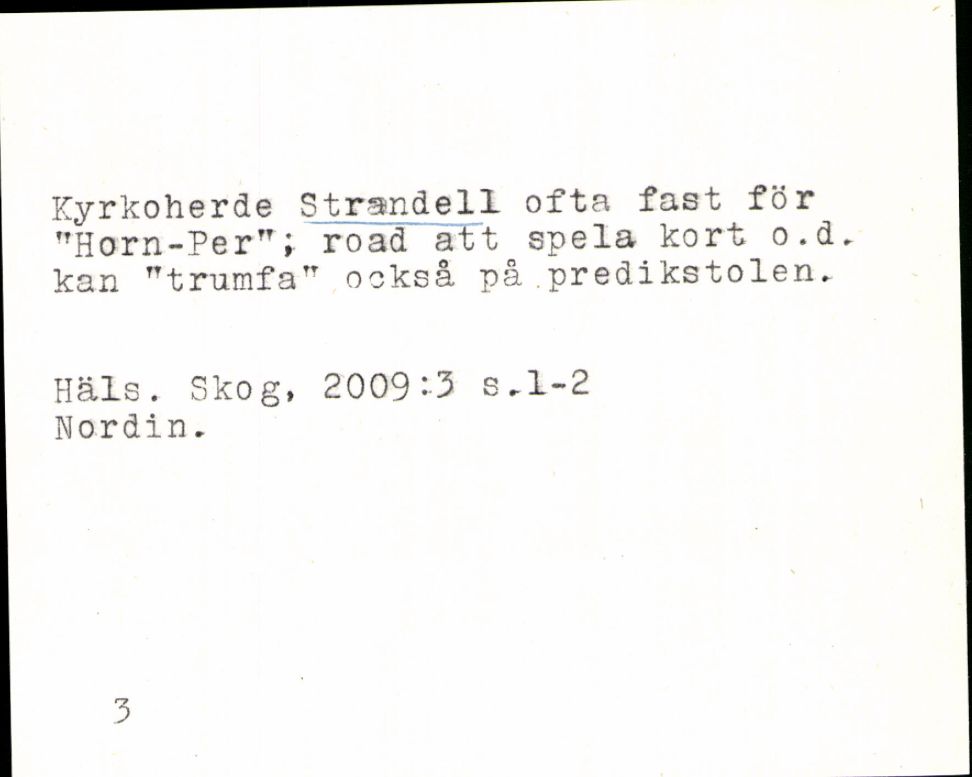 Kyrkoherde Strandell ofta fast för
"Horn-Per"; road att spela kort o.d.
kan "trumfa" också på predikstolen.
Häls. Skog, 2009:3 s.1-2
Nordin.
3